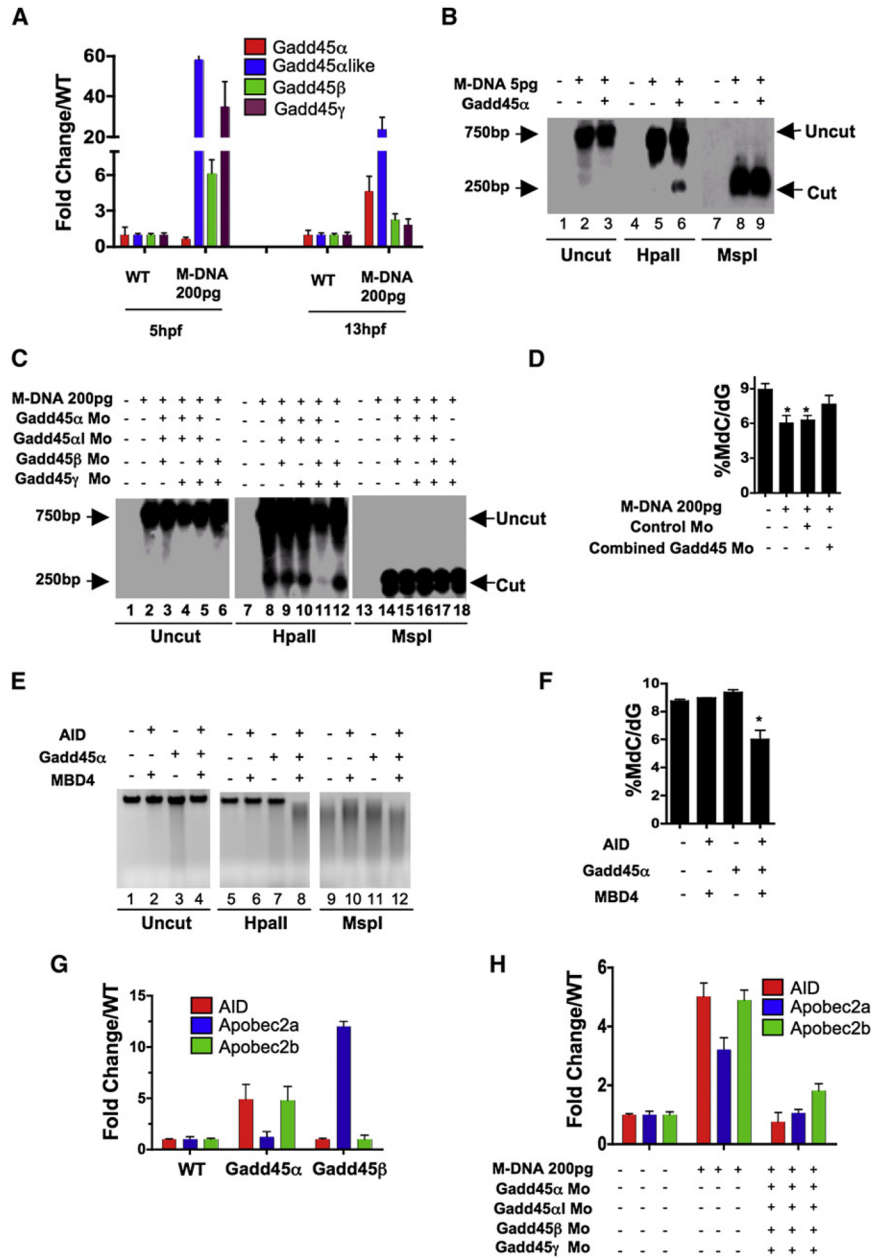 A
Gadd45α
Gadd45αlike
Gadd45β
Gadd45γ
Fold Change/WT
60
40
20
6
3
0
WT
M-DNA
200pg
WT
M-DNA
200pg
5hpf
13hpf
B
M-DNA 5pg - + + - + + - + +
Gadd45α - - + - - + - - +
750bp
Uncut
250bp
Cut
1 2 3 4 5 6 7 8 9
Uncut HpaII MspI
C
M-DNA 200pg - + + + + + - + + + + + - + + + + +
Gadd45α Mo - - + + + - - - + + + - - - + + + -
Gadd45αl Mo - - + + + - - - + + + - - - + + + -
Gadd45β Mo - - + - + + - - + - + + - - + - + +
Gadd45γ Mo - - - + + + - - - + + + - - - + + +
750bp
Uncut
250bp
Cut
1 2 3 4 5 6 7 8 9 10 11 12 13 14 15 16 17 18
Uncut HpaII MspI
D
%MdC/dG
9
6
3
0
* *
M-DNA 200pg - + + +
Control Mo - - + -
Combined Gadd45 Mo - - - +
E
AID - + - + - + - + - + - +
Gadd45α - - + + - - + + - - + +
MBD4 - + - + - + - + - + - +
1 2 3 4 5 6 7 8 9 10 11 12
Uncut HpaII MspI
F
%MdC/dG
10
8
6
4
2
0
*
AID - + - +
Gadd45α - - + +
MBD4 - + - +
G
Fold Change/WT
15
10
5
0
AID
Apobec2a
Apobec2b
WT Gadd45α Gadd45β
H
Fold Change/WT
6
4
2
0
AID
Apobec2a
Apobec2b
M-DNA 200pg - - - + + + + + +
Gadd45α Mo - - - - - - + + +
Gadd45αl Mo - - - - - - + + +
Gadd45β Mo - - - - - - + + +
Gadd45γ Mo - - - - - - + + +